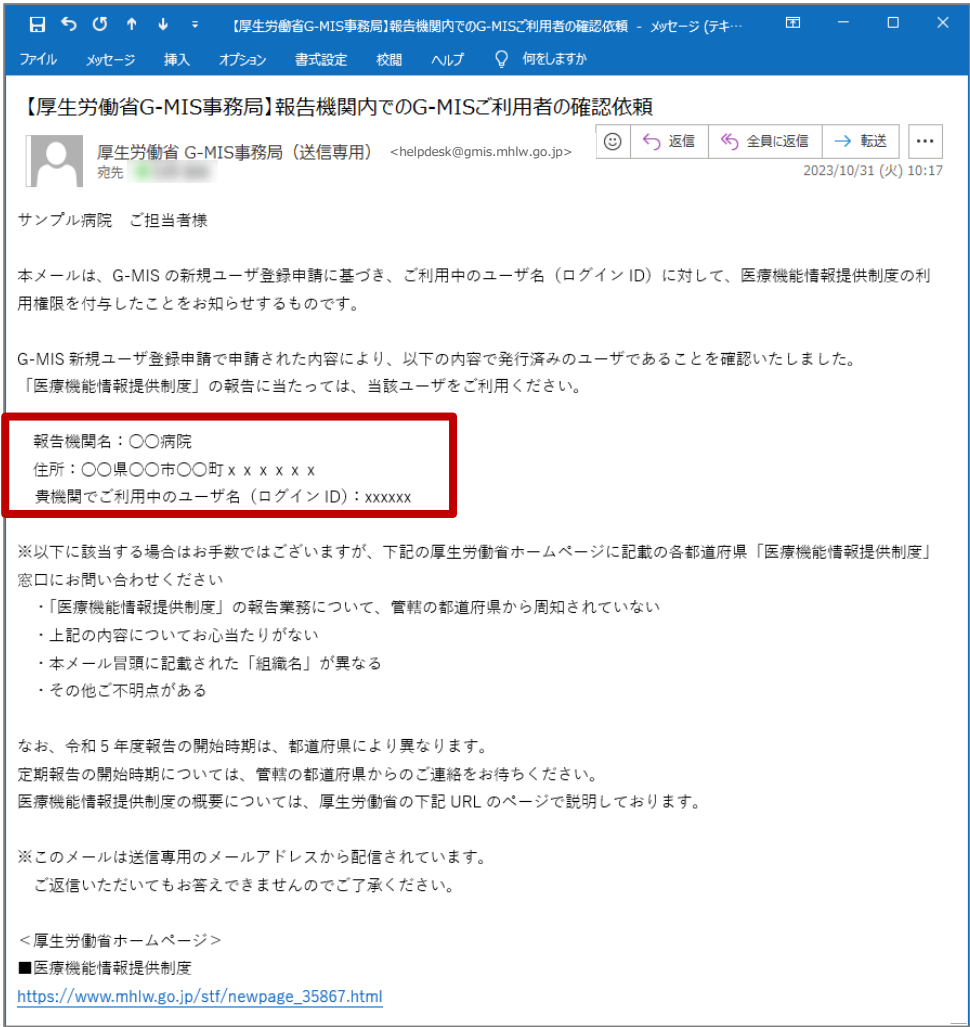 【厚生労働省G-MIS事務局】報告機関内でのG-MISご利用者の確認依頼 - メッセージ (テキ…
ファイル メッセージ 挿入 オプション 書式設定 校閲 ヘルプ 何をしますか
【厚生労働省G-MIS事務局】報告機関内でのG-MISご利用者の確認依頼
厚生労働省 G-MIS事務局（送信専用） <helpdesk@gmis.mhlw.go.jp>
返信 全員に返信 転送 …
宛先
2023/10/31 (火) 10:17
サンプル病院　ご担当者様
本メールは、G-MIS の新規ユーザ登録申請に基づき、ご利用中のユーザ名（ログイン ID）に対して、医療機能情報提供制度の利
用権限を付与したことをお知らせするものです。
G-MIS 新規ユーザ登録申請で申請された内容により、以下の内容で発行済みのユーザであることを確認いたしました。
「医療機能情報提供制度」の報告に当たっては、当該ユーザをご利用ください。
報告機関名：〇〇病院
住所：〇〇県〇〇市〇〇町ｘｘｘｘｘｘ
貴機関でご利用中のユーザ名（ログイン ID）：xxxxxx
※以下に該当する場合はお手数ではございますが、下記の厚生労働省ホームページに記載の各都道府県「医療機能情報提供制度」
窓口にお問い合わせください
・「医療機能情報提供制度」の報告業務について、管轄の都道府県から周知されていない
・上記の内容についてお心当たりがない
・本メール冒頭に記載された「組織名」が異なる
・その他ご不明点がある
なお、令和５年度報告の開始時期は、都道府県により異なります。
定期報告の開始時期については、管轄の都道府県からのご連絡をお待ちください。
医療機能情報提供制度の概要については、厚生労働省の下記 URL のページで説明しております。
※このメールは送信専用のメールアドレスから配信されています。
ご返信いただいてもお答えできませんのでご了承ください。
＜厚生労働省ホームページ＞
■医療機能情報提供制度
https://www.mhlw.go.jp/stf/newpage_35867.html